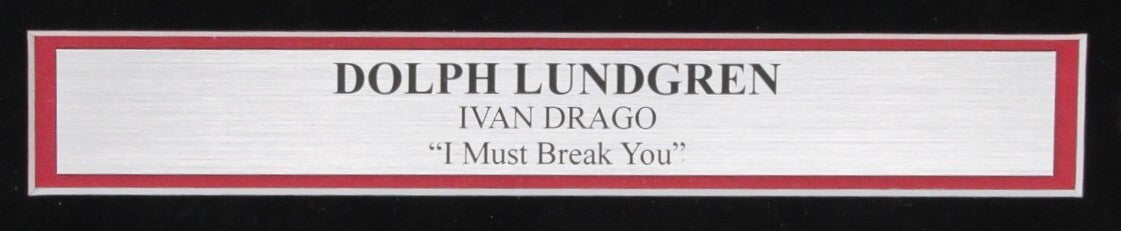 DOLPH LUNDGREN
IVAN DRAGO
“I Must Break You”